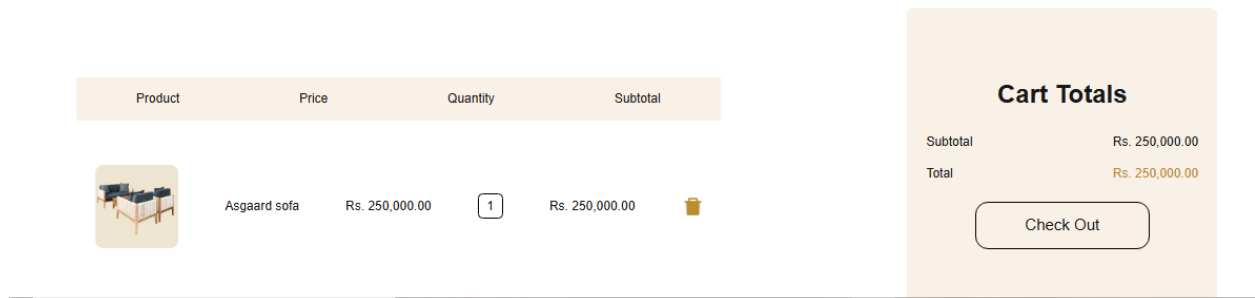 Product Price Quantity Subtotal
Asgaard sofa Rs. 250,000.00 1 Rs. 250,000.00
Cart Totals
Subtotal Rs. 250,000.00
Total Rs. 250,000.00
Check Out